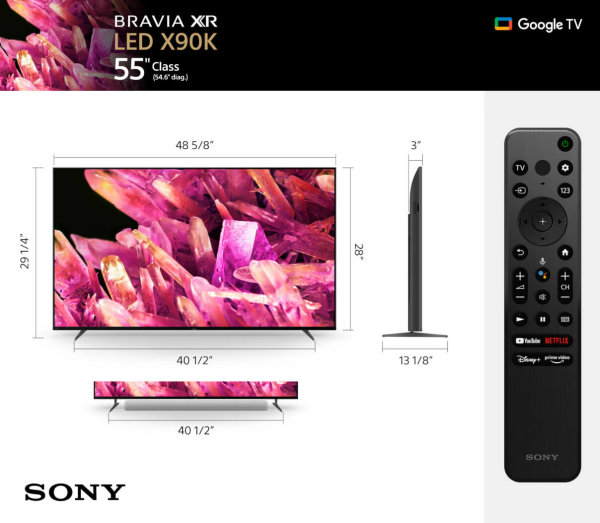 BRAVIA XR
LED X90K
55" Class
(54.6" diag.)
Google TV
48 5/8"
3"
29 1/4"
28"
40 1/2"
13 1/8"
40 1/2"
TV
123
CH
YouTube NETFLIX
Disney+ prime video
SONY
SONY